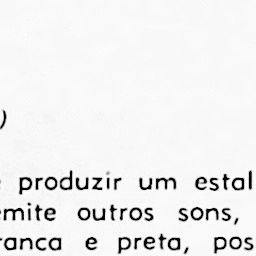 )
produzir um estal
emite outros sons,
ranca e preta, pos